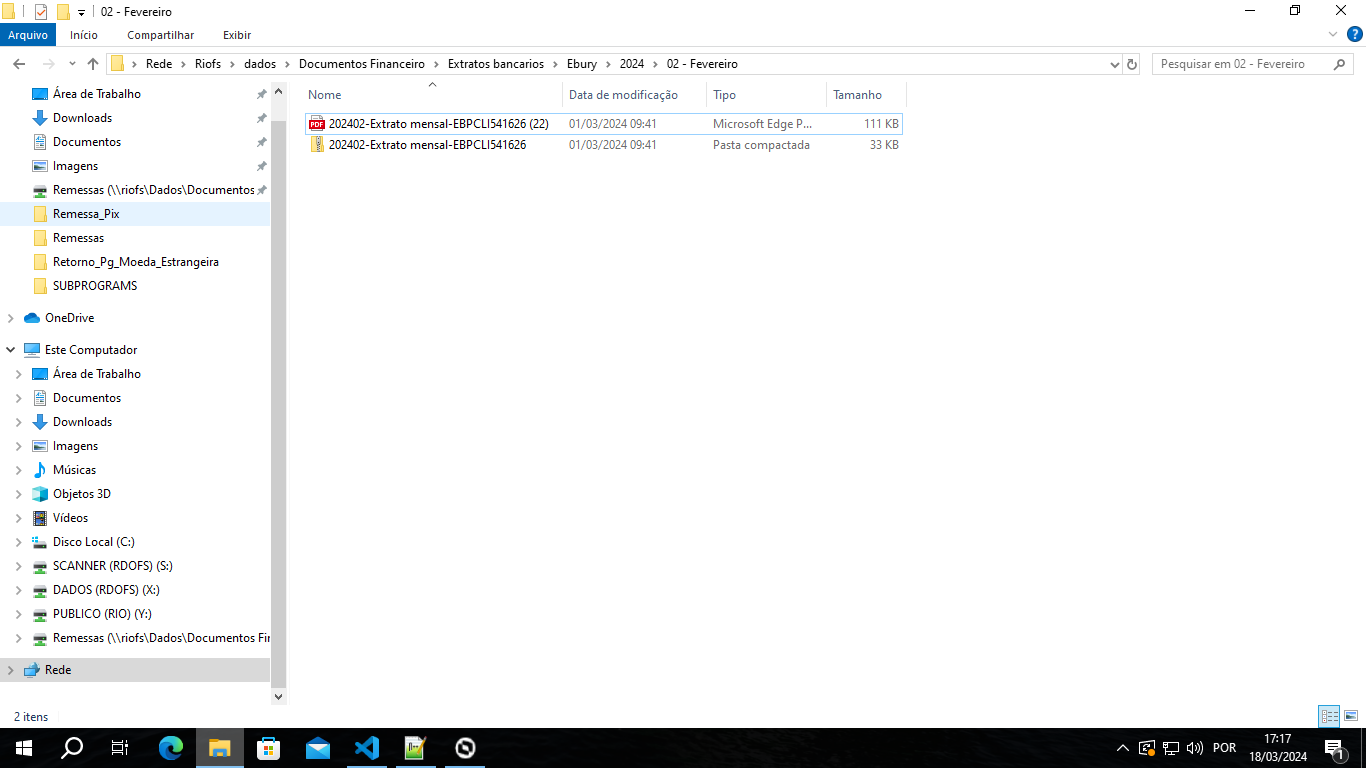 02 - Fevereiro
Arquivo Início Compartilhar Exibir
Rede Riofs dados Documentos Financeiro Extratos bancarios Ebury 2024 02 - Fevereiro Pesquisar em 02 - Fevereiro
Nome Data de modificação Tipo Tamanho
PDF 202402-Extrato mensal-EBPCLI541626 (22) 01/03/2024 09:41 Microsoft Edge P... 111 KB
202402-Extrato mensal-EBPCLI541626 01/03/2024 09:41 Pasta compactada 33 KB
Área de Trabalho
Downloads
Documentos
Imagens
Remessas (\\riofs\Dados\Documentos
Remessa_Pix
Remessas
Retorno_Pg_Moeda_Estrangeira
SUBPROGRAMS
OneDrive
Este Computador
Área de Trabalho
Documentos
Downloads
Imagens
Músicas
Objetos 3D
Vídeos
Disco Local (C:)
SCANNER (RDOFS) (S:)
DADOS (RDOFS) (X:)
PUBLICO (RIO) (Y:)
Remessas (\\riofs\Dados\Documentos Fir
Rede
2 itens
POR 17:17
18/03/2024
1